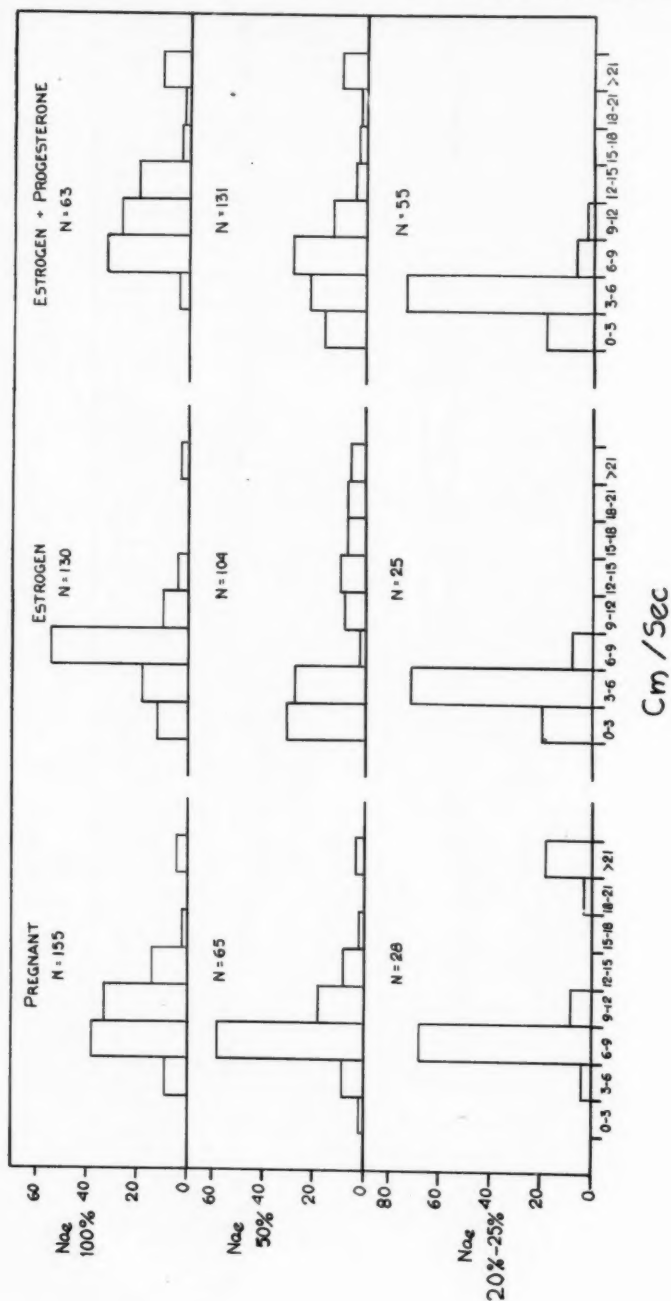 PREGNANT
N=155
ESTROGEN
N=130
ESTROGEN + PROGESTERONE
N=63
Nae
100%
60
40
20
0
N=65
N=104
N=131
Nae
50%
60
40
20
0
N=28
N=25
N=55
Nae
20%-25%
80
60
40
20
0
0-3 3-6 6-9 9-12 12-15 15-18 18-21 >21
0-3 3-6 6-9 9-12 12-15 15-18 18-21 >21
0-3 3-6 6-9 9-12 12-15 15-18 18-21 >21
Cm/Sec